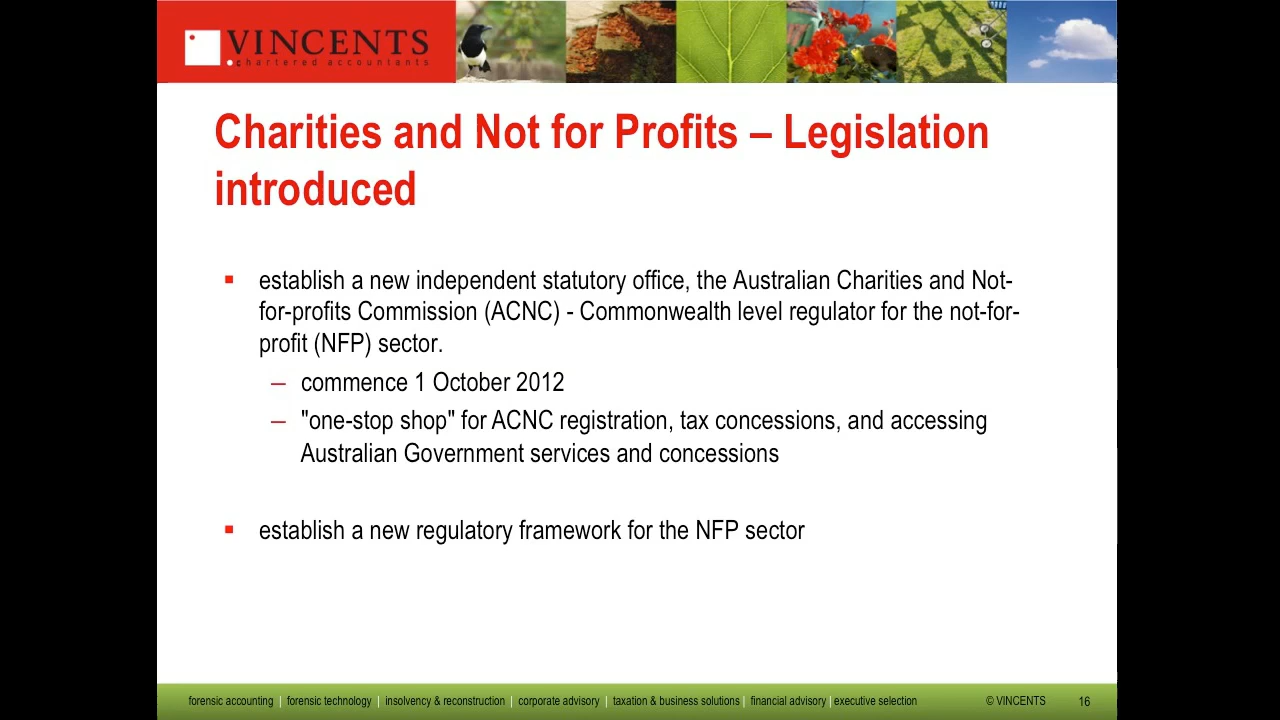 VINCENTS
chartered accountants
Charities and Not for Profits – Legislation
introduced
▪ establish a new independent statutory office, the Australian Charities and Not-
for-profits Commission (ACNC) - Commonwealth level regulator for the not-for-
profit (NFP) sector.
– commence 1 October 2012
– "one-stop shop" for ACNC registration, tax concessions, and accessing
Australian Government services and concessions
▪ establish a new regulatory framework for the NFP sector
forensic accounting | forensic technology | insolvency & reconstruction | corporate advisory | taxation & business solutions | financial advisory | executive selection © VINCENTS 16